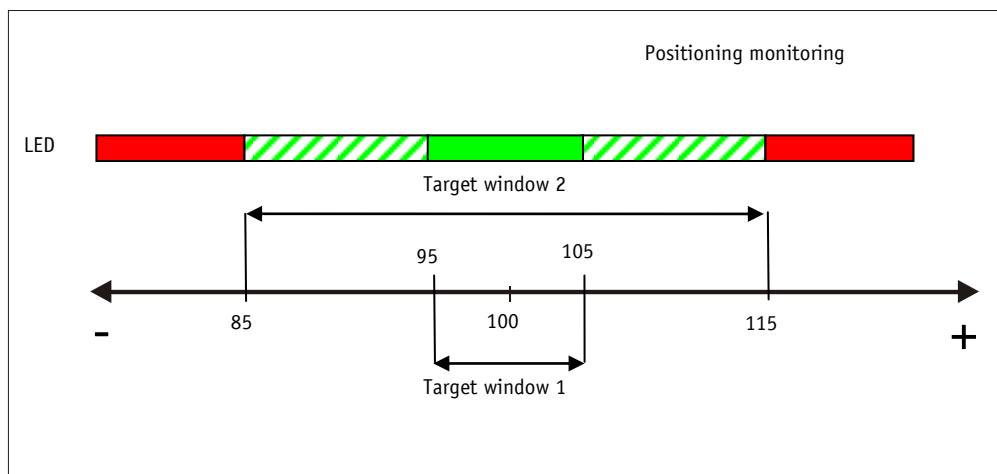 Positioning monitoring
LED
Target window 2
95
105
85
100
115
-
+
Target window 1